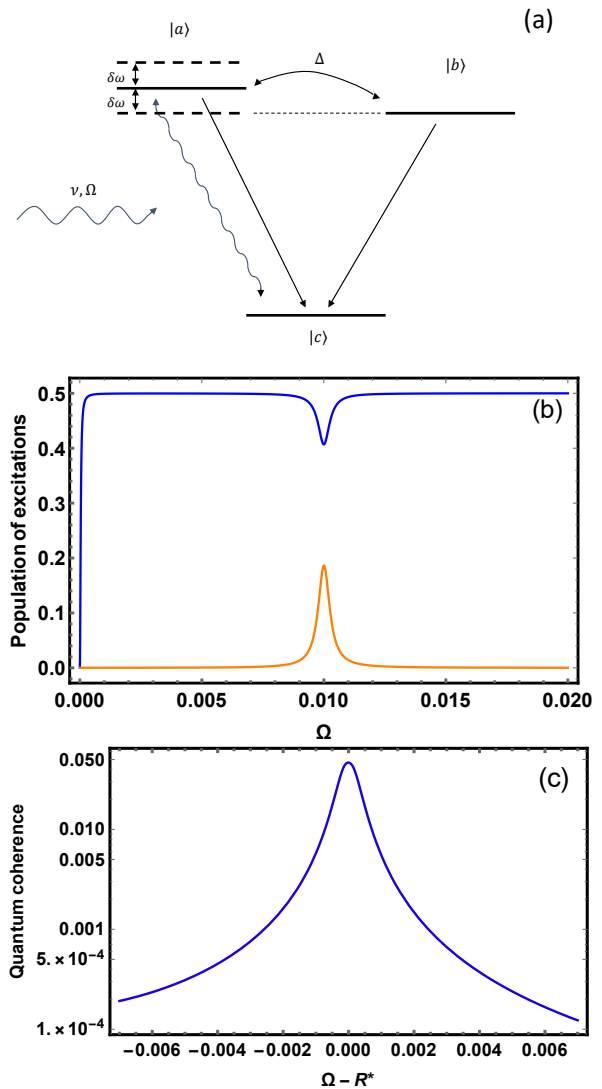 (a)
|a⟩
Δ
|b⟩
δω
δω
ν, Ω
|c⟩
(b)
Population of excitations
0.5
0.4
0.3
0.2
0.1
0.0
0.000 0.005 0.010 0.015 0.020
Ω
(c)
Quantum coherence
0.050
0.010
0.005
0.001
5. × 10⁻⁴
1. × 10⁻⁴
-0.006 -0.004 -0.002 0.000 0.002 0.004 0.006
Ω – R*